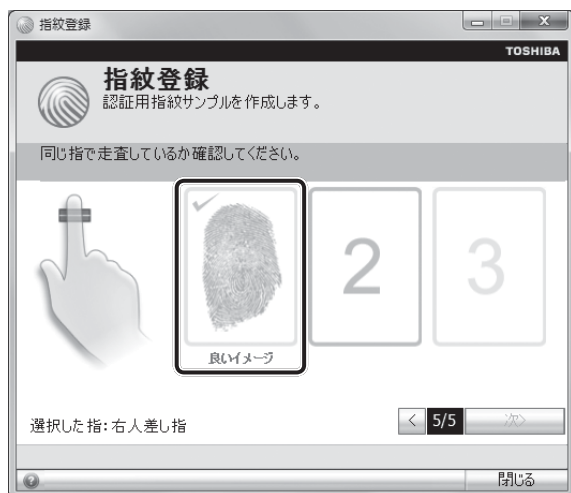 指紋登録
TOSHIBA
指紋登録
認証用指紋サンプルを作成します。
同じ指で走査しているか確認してください。
2
3
良いイメージ
選択した指:右人差し指
< 5/5 次>
? 閉じる